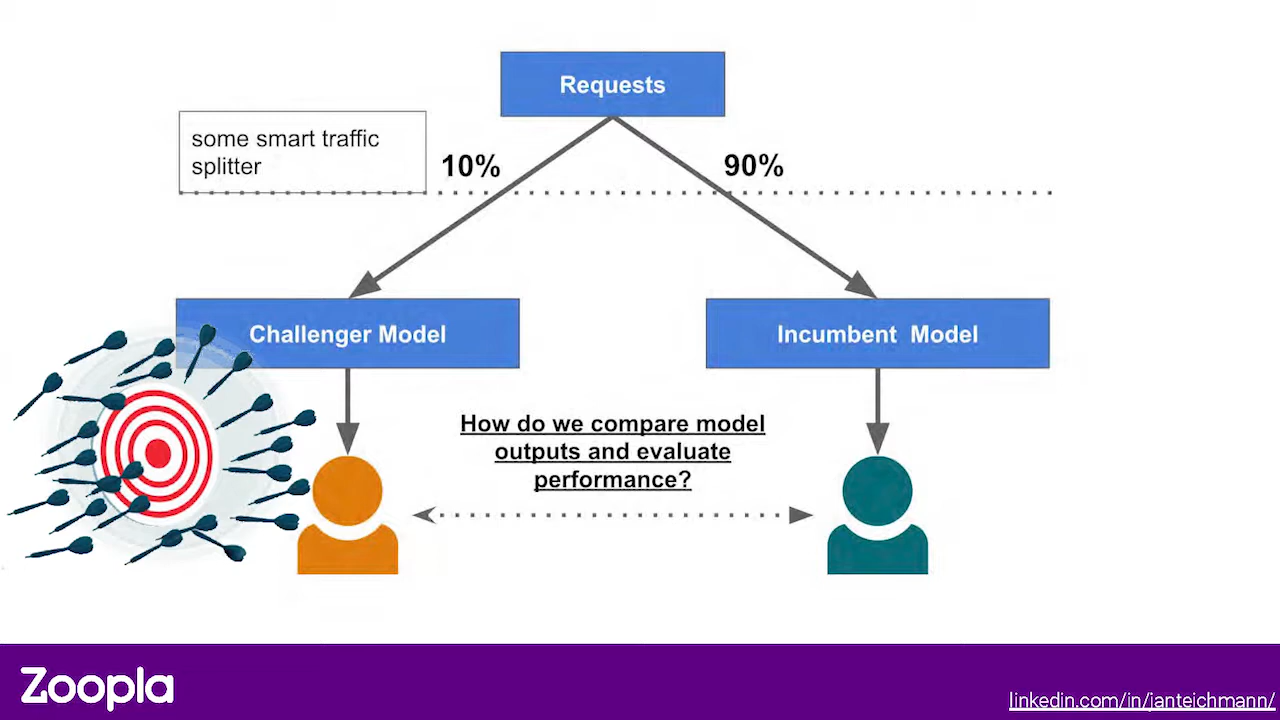 Requests
some smart traffic
splitter
10%
90%
Challenger Model
Incumbent  Model
How do we compare model
outputs and evaluate
performance?
Zoopla
linkedin.com/in/janteichmann/